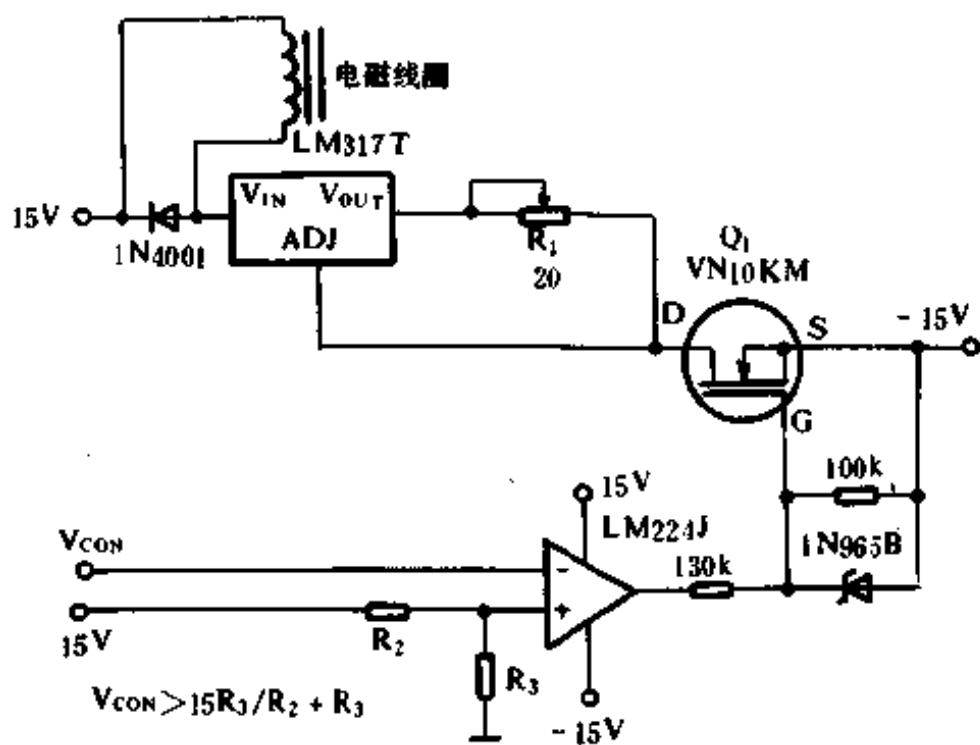 电磁线圈
LM317T
15V
VIN VOUT
ADJ
1N4001
R1
20
Q1
VN10KM
D
S
-15V
G
100k
15V
LM224J
1N965B
VCON
130k
-
+
15V
R2
R3
VCON>15R3/R2+R3
-15V